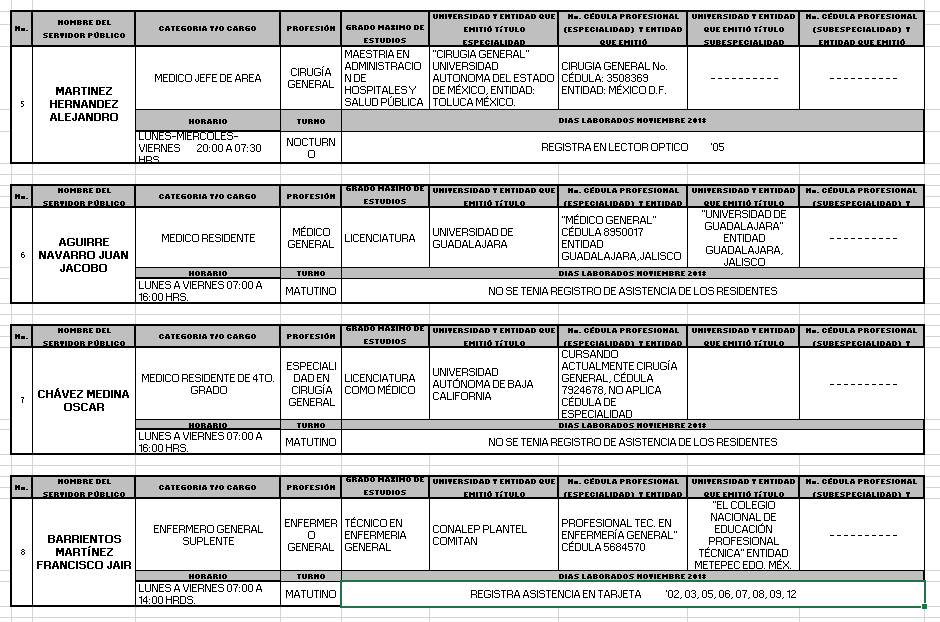 No. NOMBRE DEL SERVIDOR PÚBLICO CATEGORIA Y/O CARGO PROFESIÓN GRADO MAXIMO DE ESTUDIOS UNIVERSIDAD Y ENTIDAD QUE EMITIÓ TíTULO ESPECIALIDAD No. CÉDULA PROFESIONAL (ESPECIALIDAD) Y ENTIDAD QUE EMITIÓ UNIVERSIDAD Y ENTIDAD QUE EMITIÓ TíTULO SUBESPECIALIDAD No. CÉDULA PROFESIONAL (SUBESPECIALIDAD) Y ENTIDAD QUE EMITIÓ
5
MARTINEZ
HERNANDEZ
ALEJANDRO
MEDICO JEFE DE AREA
CIRUGÍA
GENERAL
MAESTRIA EN
ADMINISTRACIO
N DE
HOSPITALES Y
SALUD PÚBLICA
"CIRUGIA GENERAL"
UNIVERSIDAD
AUTONOMA DEL ESTADO
DE MÉXICO, ENTIDAD:
TOLUCA MÉXICO.
CIRUGIA GENERAL No.
CÉDULA: 3508369
ENTIDAD: MÉXICO D.F.
----------
----------
HORARIO TURNO DIAS LABORADOS NOVIEMBRE 2018
LUNES-MIERCOLES-
VIERNES 20:00 A 07:30
HRS
NOCTURN
O
REGISTRA EN LECTOR OPTICO '05
No. NOMBRE DEL SERVIDOR PÚBLICO CATEGORIA Y/O CARGO PROFESIÓN GRADO MAXIMO DE ESTUDIOS UNIVERSIDAD Y ENTIDAD QUE EMITIÓ TíTULO No. CÉDULA PROFESIONAL (ESPECIALIDAD) Y ENTIDAD UNIVERSIDAD Y ENTIDAD QUE EMITIÓ TíTULO No. CÉDULA PROFESIONAL (SUBESPECIALIDAD) Y
6
AGUIRRE
NAVARRO JUAN
JACOBO
MEDICO RESIDENTE
MÉDICO
GENERAL
LICENCIATURA
UNIVERSIDAD DE
GUADALAJARA
"MÉDICO GENERAL"
CÉDULA 8950017
ENTIDAD
GUADALAJARA,JALISCO
"UNIVERSIDAD DE
GUADALAJARA"
ENTIDAD
GUADALAJARA,
JALISCO
----------
HORARIO TURNO DIAS LABORADOS NOVIEMBRE 2018
LUNES A VIERNES 07:00 A
16:00 HRS.
MATUTINO
NO SE TENIA REGISTRO DE ASISTENCIA DE LOS RESIDENTES
No. NOMBRE DEL SERVIDOR PÚBLICO CATEGORIA Y/O CARGO PROFESIÓN GRADO MAXIMO DE ESTUDIOS UNIVERSIDAD Y ENTIDAD QUE EMITIÓ TíTULO No. CÉDULA PROFESIONAL (ESPECIALIDAD) Y ENTIDAD UNIVERSIDAD Y ENTIDAD QUE EMITIÓ TíTULO No. CÉDULA PROFESIONAL (SUBESPECIALIDAD) Y
7
CHÁVEZ MEDINA
OSCAR
MEDICO RESIDENTE DE 4TO.
GRADO
ESPECIALI
DAD EN
CIRUGÍA
GENERAL
LICENCIATURA
COMO MÉDICO
UNIVERSIDAD
AUTÓNOMA DE BAJA
CALIFORNIA
CURSANDO
ACTUALMENTE CIRUGÍA
GENERAL, CÉDULA
7924678, NO APLICA
CÉDULA DE
ESPECIALIDAD
----------
HORARIO TURNO DIAS LABORADOS NOVIEMBRE 2018
LUNES A VIERNES 07:00 A
16:00 HRS.
MATUTINO
NO SE TENIA REGISTRO DE ASISTENCIA DE LOS RESIDENTES
No. NOMBRE DEL SERVIDOR PÚBLICO CATEGORIA Y/O CARGO PROFESIÓN GRADO MAXIMO DE ESTUDIOS UNIVERSIDAD Y ENTIDAD QUE EMITIÓ TíTULO No. CÉDULA PROFESIONAL (ESPECIALIDAD) Y ENTIDAD UNIVERSIDAD Y ENTIDAD QUE EMITIÓ TíTULO No. CÉDULA PROFESIONAL (SUBESPECIALIDAD) Y
8
BARRIENTOS
MARTÍNEZ
FRANCISCO JAIR
ENFERMERO GENERAL
SUPLENTE
ENFERMER
O
GENERAL
TÉCNICO EN
ENFERMERIA
GENERAL
CONALEP PLANTEL
COMITAN
PROFESIONAL TEC. EN
ENFERMERÍA GENERAL"
CÉDULA 5684570
"EL COLEGIO
NACIONAL DE
EDUCACIÓN
PROFESIONAL
TÉCNICA" ENTIDAD
METEPEC EDO. MÉX.
----------
HORARIO TURNO DIAS LABORADOS NOVIEMBRE 2018
LUNES A VIERNES 07:00 A
14:00 HRDS.
MATUTINO
REGISTRA ASISTENCIA EN TARJETA '02, 03, 05, 06, 07, 08, 09, 12